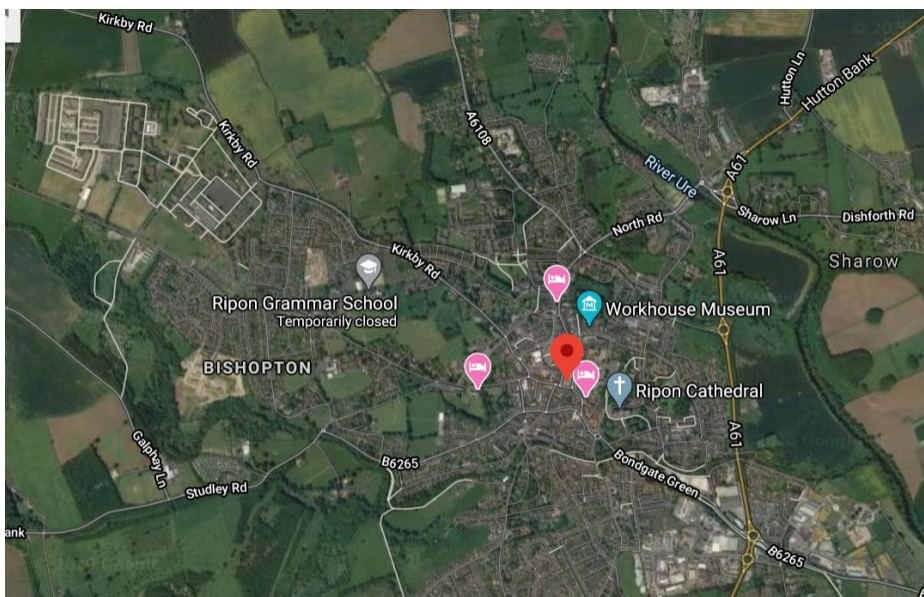 Kirkby Rd
Hutton Ln
Hutton Bank
A6108
Kirkby Rd
River Ure
A61
North Rd
Sharow Ln
Dishforth Rd
Kirkby Rd
A61
Sharow
Ripon Grammar School
Temporarily closed
Workhouse Museum
BISHOPTON
Ripon Cathedral
Galphay Ln
A61
B6265
Bondgate Green
Studley Rd
ank
B6265